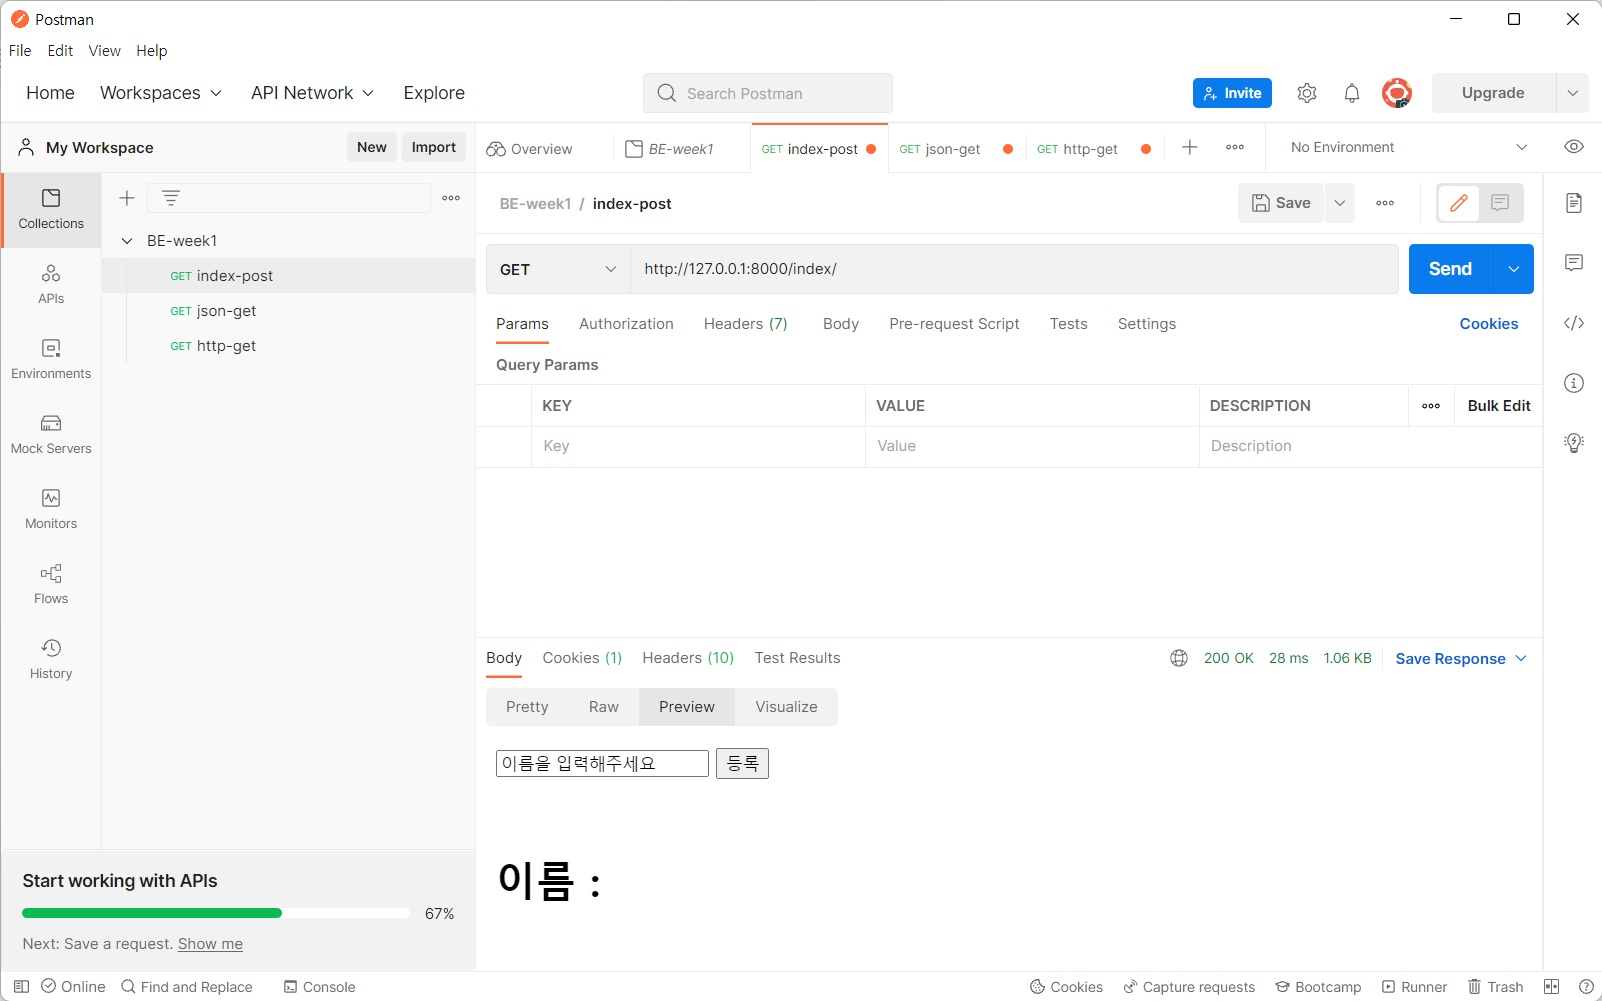 Postman
File Edit View Help
Home Workspaces API Network Explore Search Postman Invite Upgrade
My Workspace New Import Overview BE-week1 GET index-post GET json-get GET http-get No Environment
Collections
APIs
Environments
Mock Servers
Monitors
Flows
History
BE-week1
GET index-post
GET json-get
GET http-get
BE-week1 / index-post Save
GET http://127.0.0.1:8000/index/ Send
Params Authorization Headers (7) Body Pre-request Script Tests Settings Cookies
Query Params
KEY VALUE DESCRIPTION Bulk Edit
Key Value Description
Body Cookies (1) Headers (10) Test Results 200 OK 28 ms 1.06 KB Save Response
Pretty Raw Preview Visualize
이름을 입력해주세요 등록
이름 :
Start working with APIs
67%
Next: Save a request. Show me
Online Find and Replace Console Cookies Capture requests Bootcamp Runner Trash